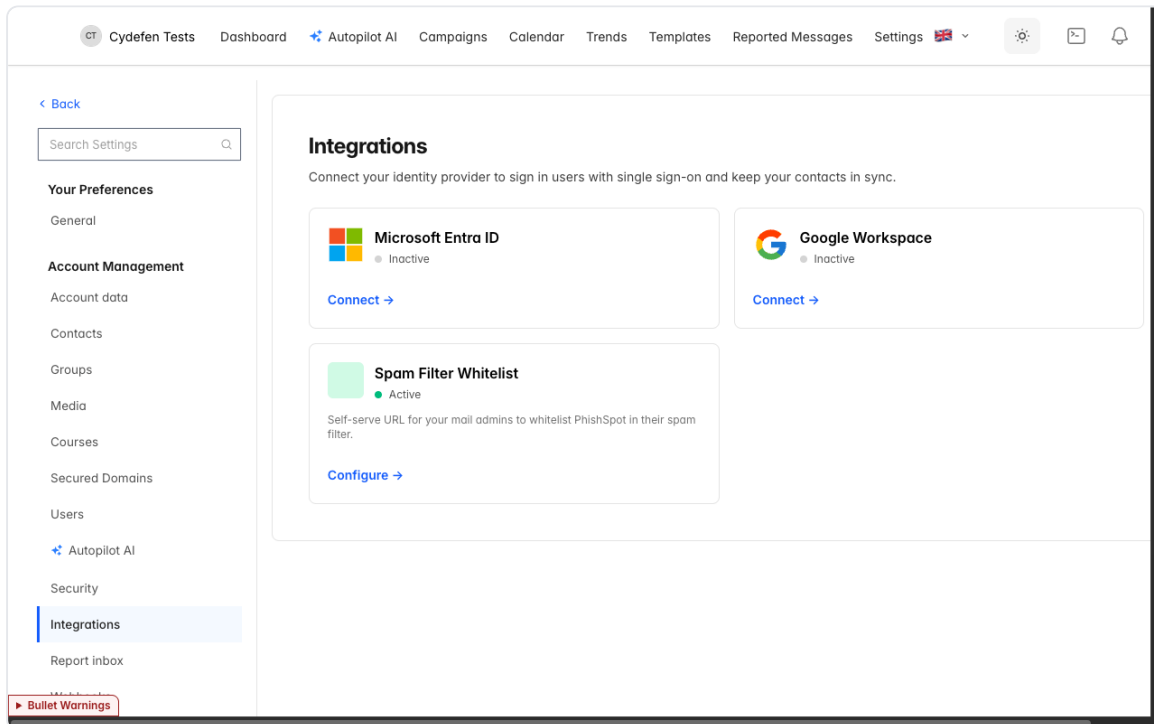 CT Cydefen Tests Dashboard Autopilot AI Campaigns Calendar Trends Templates Reported Messages Settings
Back
Search Settings
Your Preferences
General
Account Management
Account data
Contacts
Groups
Media
Courses
Secured Domains
Users
Autopilot AI
Security
Integrations
Report inbox
Bullet Warnings
Integrations
Connect your identity provider to sign in users with single sign-on and keep your contacts in sync.
Microsoft Entra ID
Inactive
Connect →
Google Workspace
Inactive
Connect →
Spam Filter Whitelist
Active
Self-serve URL for your mail admins to whitelist PhishSpot in their spam
filter.
Configure →